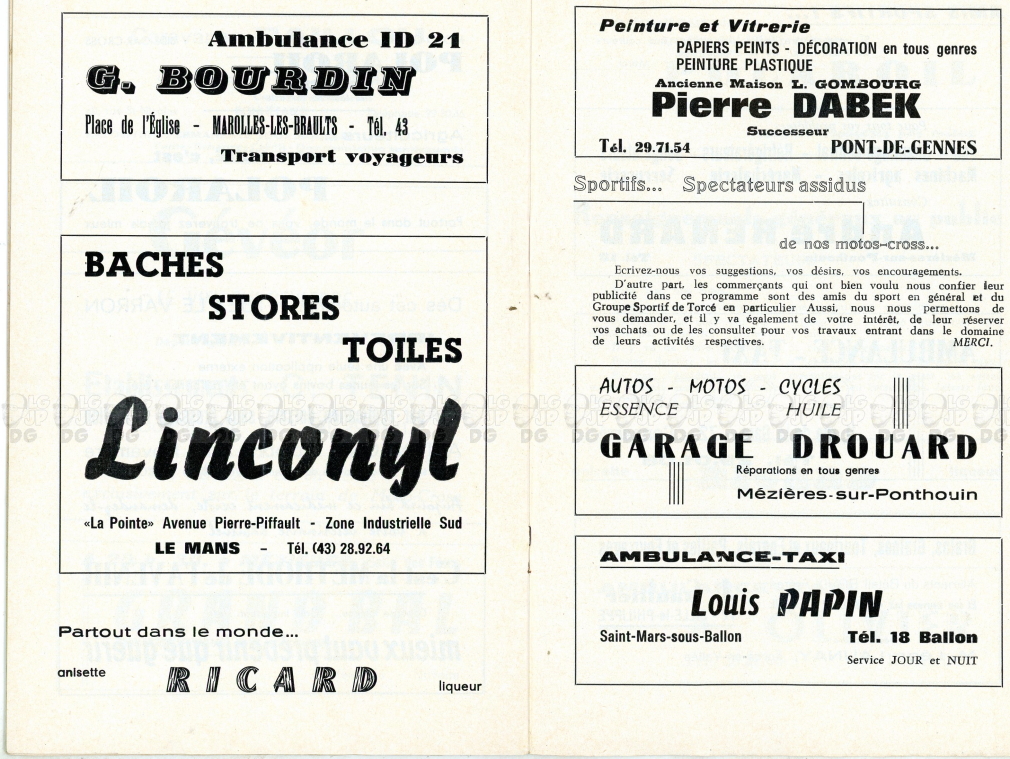 Ambulance ID 21
G. BOURDIN
Place de l'Église - MAROLLES-LES-BRAULTS - Tél. 43
Transport voyageurs
BACHES
STORES
TOILES
Linconyl
«La Pointe» Avenue Pierre-Piffault - Zone Industrielle Sud
LE MANS - Tél. (43) 28.92.64
Partout dans le monde...
anisette
RICARD
liqueur
Peinture et Vitrerie
PAPIERS PEINTS - DÉCORATION en tous genres
PEINTURE PLASTIQUE
Ancienne Maison L. GOMBOURG
Pierre DABEK
Successeur
Tél. 29.71.54 PONT-DE-GENNES
Sportifs... Spectateurs assidus
de nos motos-cross...
Ecrivez-nous vos suggestions, vos désirs, vos encouragements.
D'autre part, les commerçants qui ont bien voulu nous confier leur
publicité dans ce programme sont des amis du sport en général et du
Groupe Sportif de Torcé en particulier Aussi, nous nous permettons de
vous demander, et il y va également de votre intérêt, de leur réserver
vos achats ou de les consulter pour vos travaux entrant dans le domaine
de leurs activités respectives. MERCI.
AUTOS - MOTOS - CYCLES
ESSENCE HUILE
GARAGE DROUARD
Réparations en tous genres
Mézières-sur-Ponthouin
AMBULANCE-TAXI
Louis PAPIN
Saint-Mars-sous-Ballon Tél. 18 Ballon
Service JOUR et NUIT